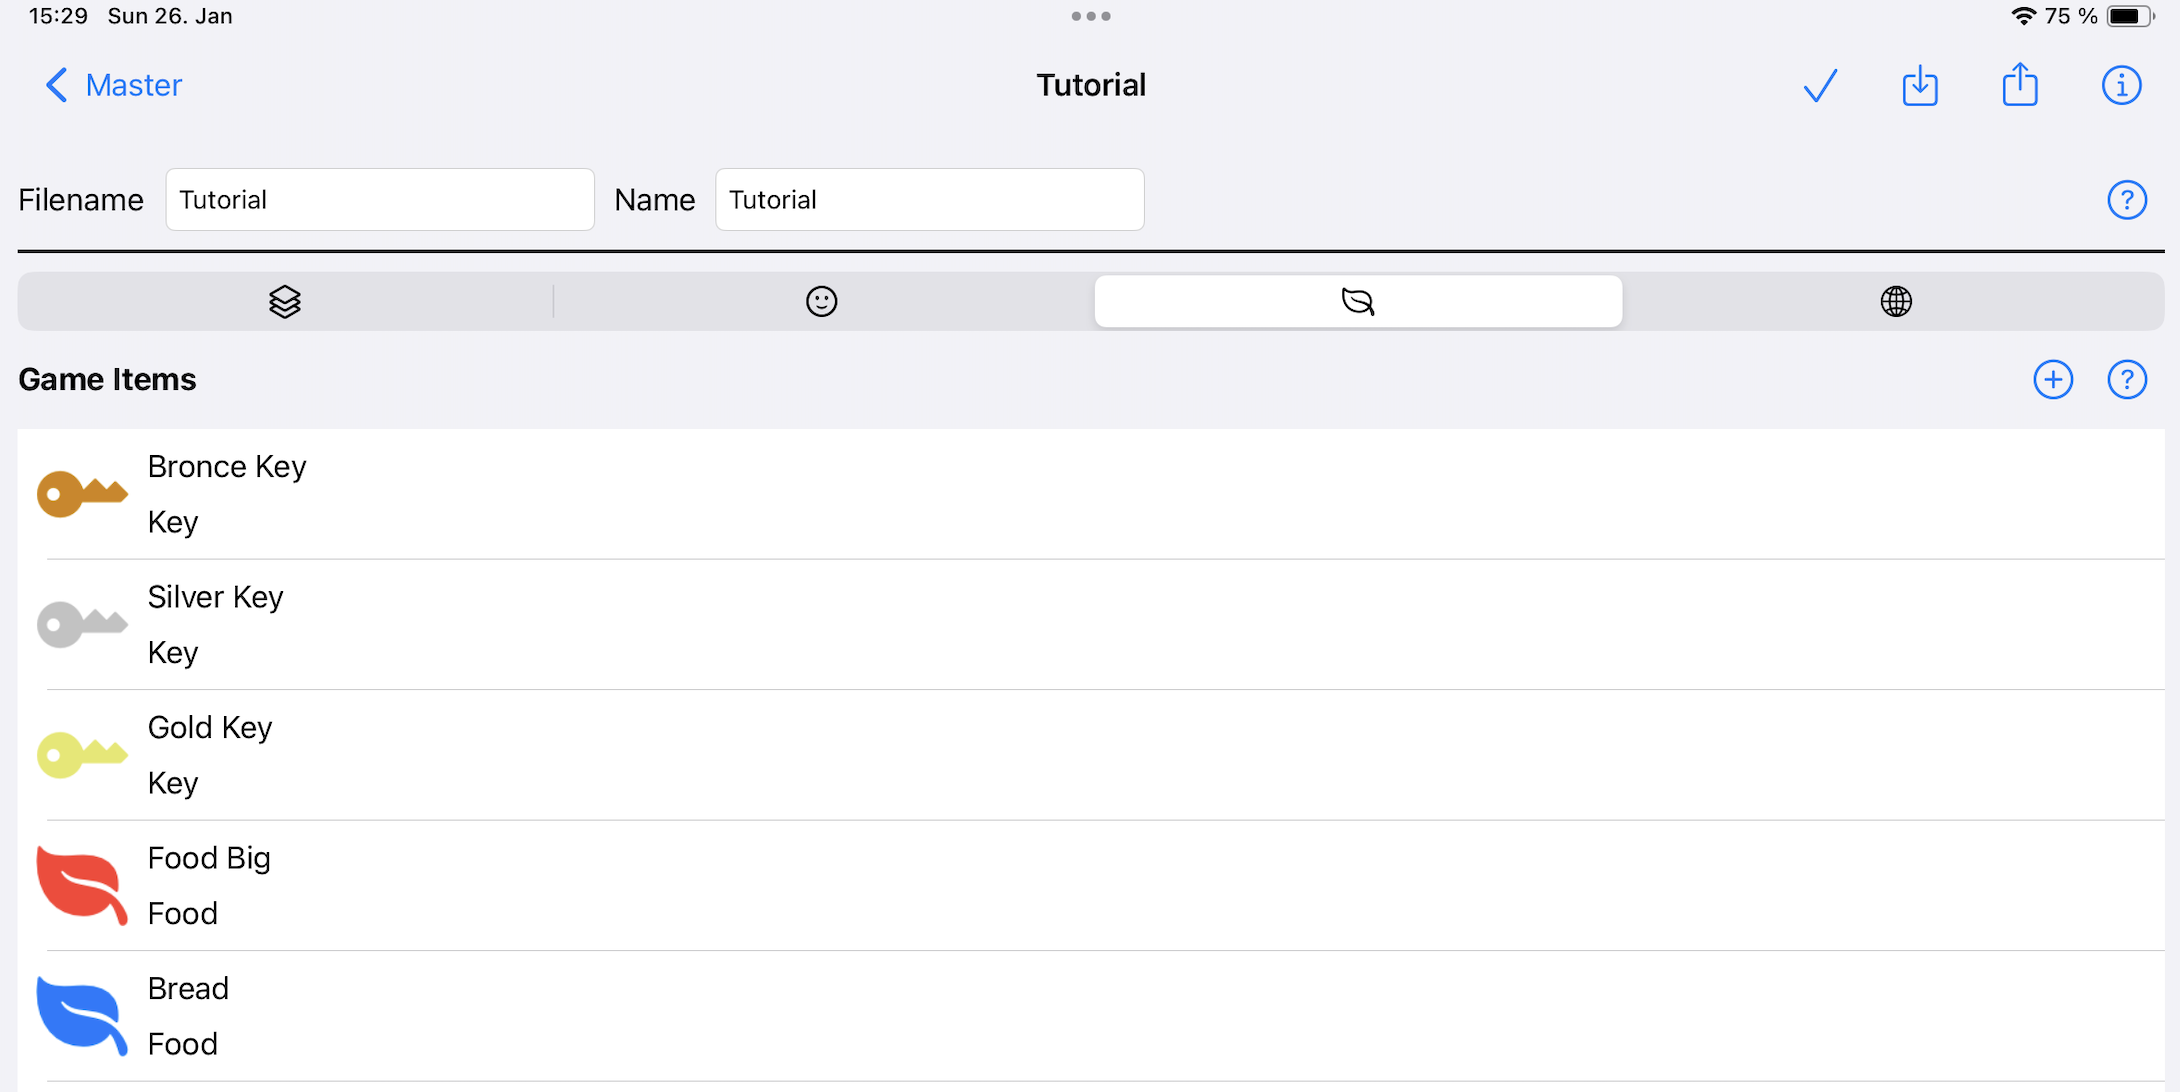 15:29 Sun 26. Jan 75 %
Master Tutorial
Filename Tutorial Name Tutorial
Game Items
Bronce Key
Key
Silver Key
Key
Gold Key
Key
Food Big
Food
Bread
Food